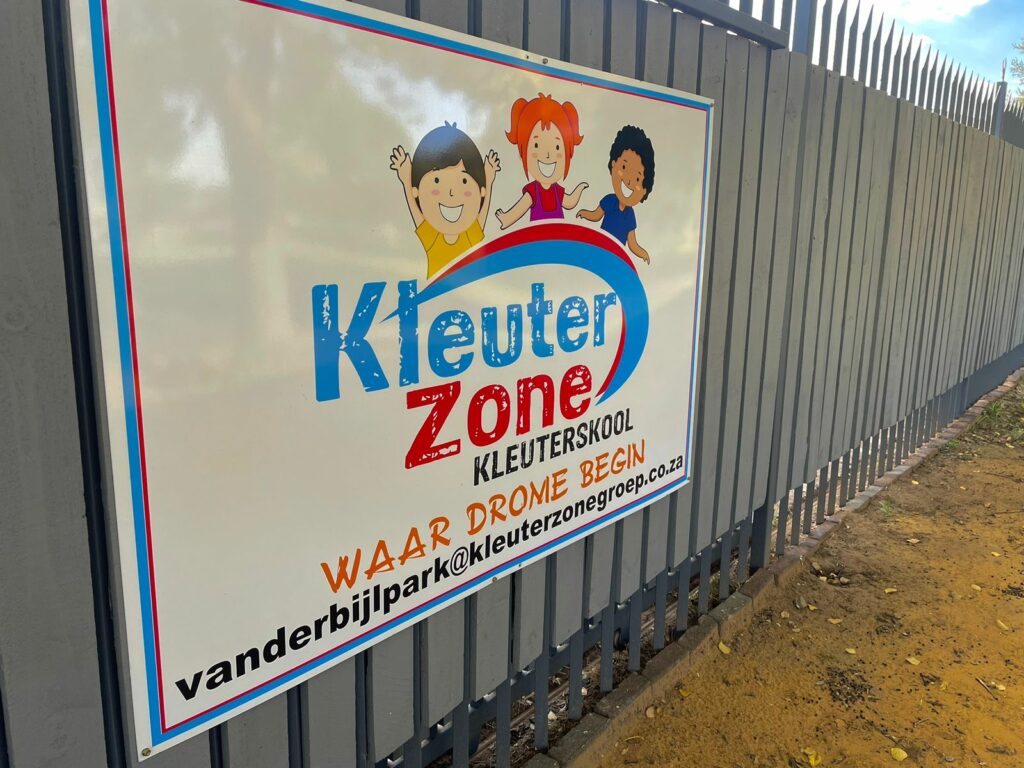 Kleuter
Zone
KLEUTERSKOOL
WAAR DROME BEGIN
vanderbijlpark@kleuterzonegroep.co.za